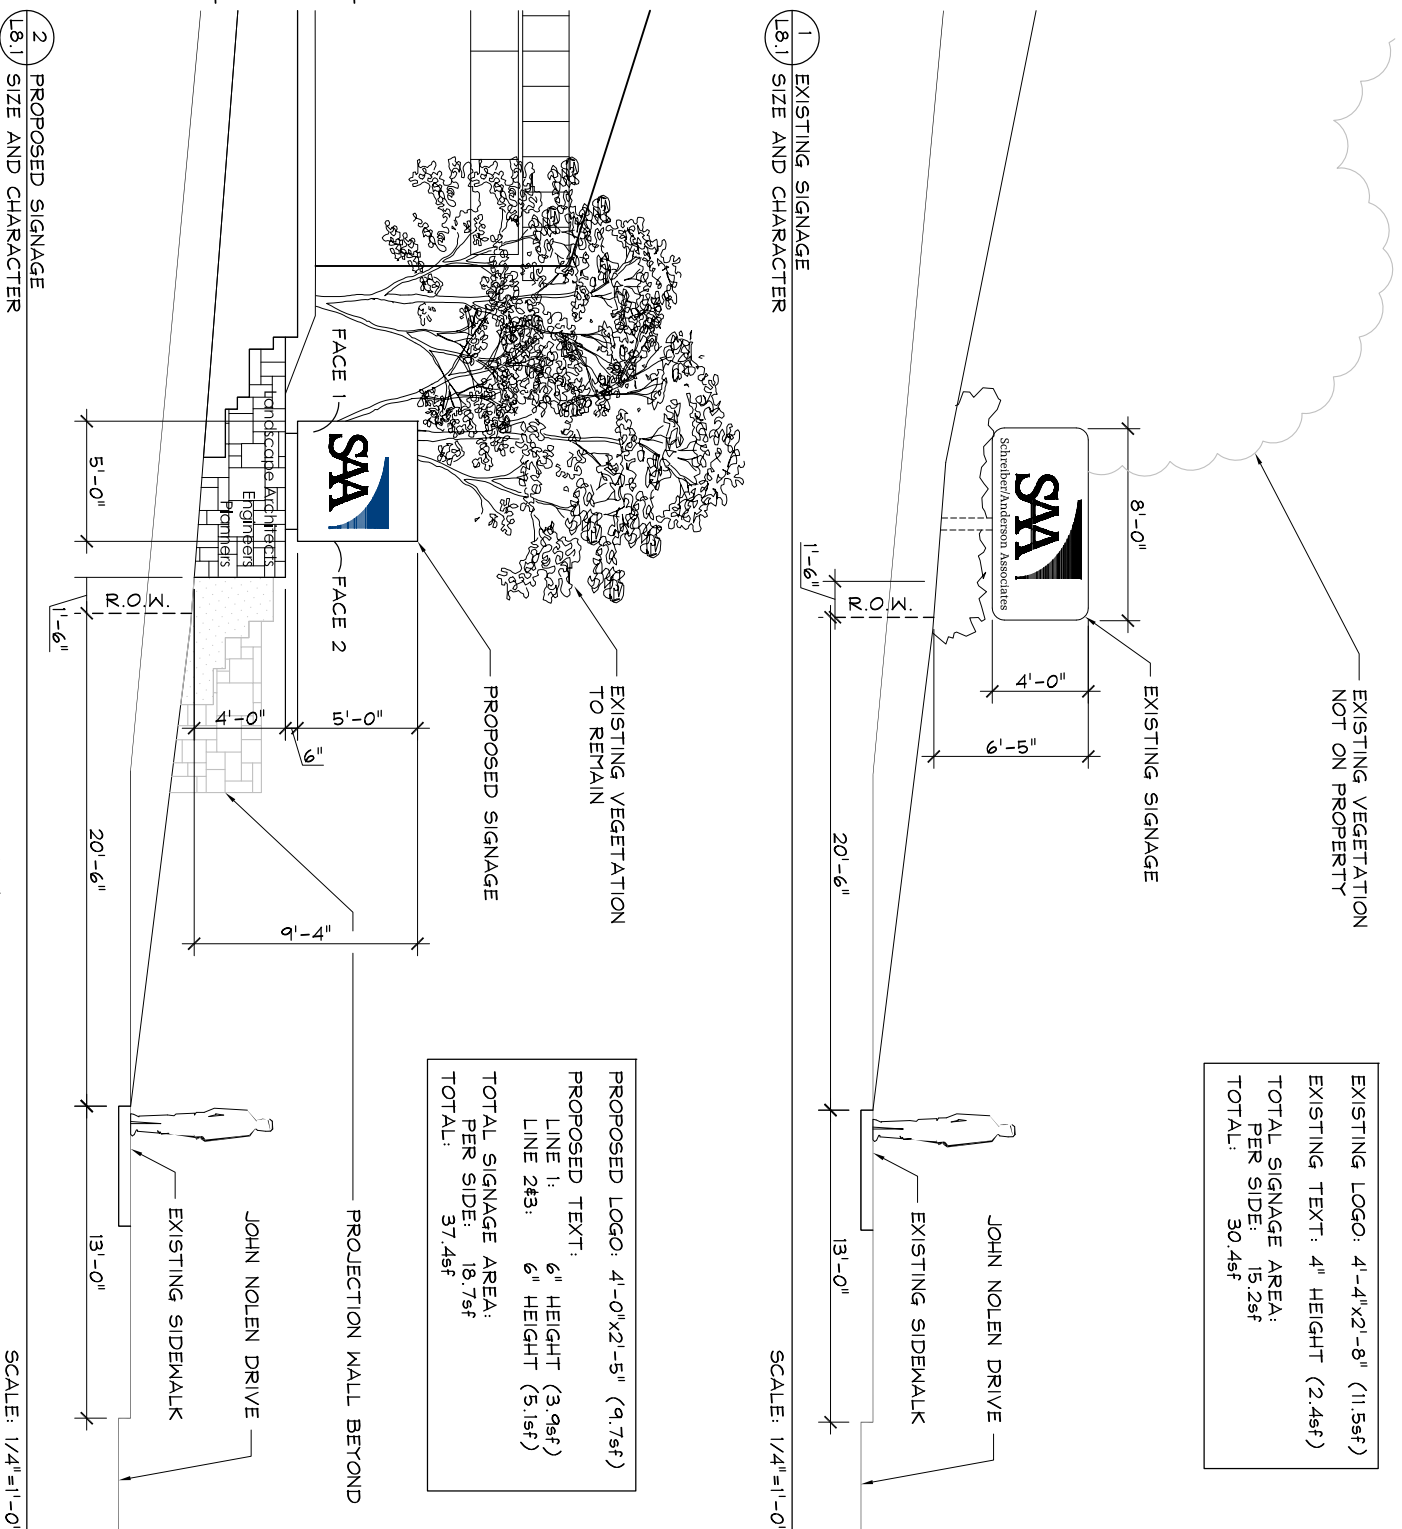 EXISTING VEGETATION
NOT ON PROPERTY
8'-0"
SAA
Schreiber/Anderson Associates
EXISTING SIGNAGE
4'-0"
6'-5"
1'-6"
R.O.W.
20'-6"
13'-0"
JOHN NOLEN DRIVE
EXISTING SIDEWALK
EXISTING LOGO: 4'-4"x2'-8" (11.5sf)
EXISTING TEXT: 4" HEIGHT (2.4sf)
TOTAL SIGNAGE AREA:
PER SIDE: 15.2sf
TOTAL: 30.4sf
1
L8.1
EXISTING SIGNAGE
SIZE AND CHARACTER
SCALE: 1/4"=1'-0"
EXISTING VEGETATION
TO REMAIN
PROPOSED SIGNAGE
FACE 1
SAA
FACE 2
Landscape Architects
Engineers
Planners
5'-0"
5'-0"
6"
4'-0"
9'-4"
R.O.W.
1'-6"
20'-6"
13'-0"
PROJECTION WALL BEYOND
JOHN NOLEN DRIVE
EXISTING SIDEWALK
PROPOSED LOGO: 4'-0"x2'-5" (9.7sf)
PROPOSED TEXT:
LINE 1: 6" HEIGHT (3.9sf)
LINE 2&3: 6" HEIGHT (5.1sf)
TOTAL SIGNAGE AREA:
PER SIDE: 18.7sf
TOTAL: 37.4sf
2
L8.1
PROPOSED SIGNAGE
SIZE AND CHARACTER
SCALE: 1/4"=1'-0"